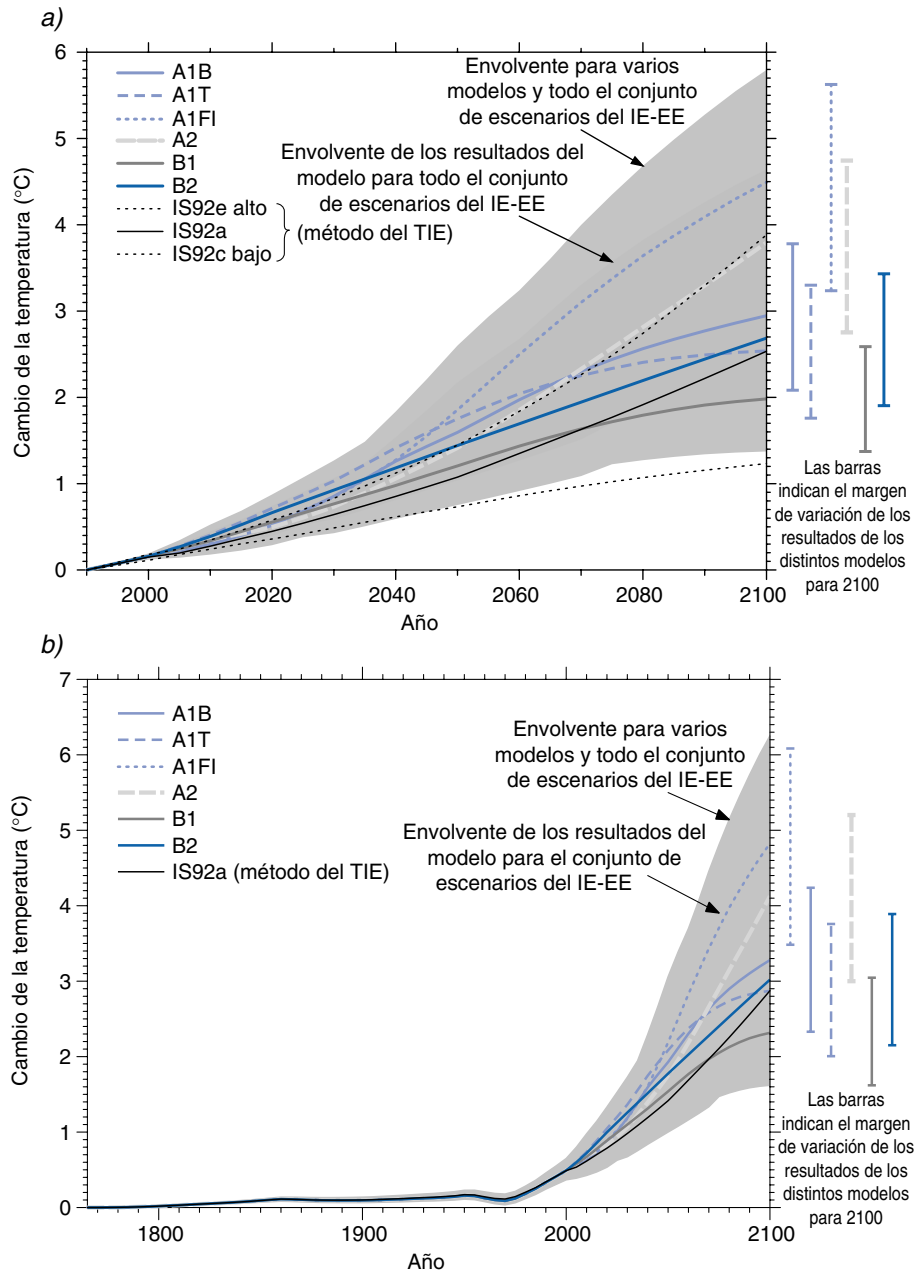 a)
6
5
4
3
2
1
0
Cambio de la temperatura (°C)
A1B
A1T
A1FI
A2
B1
B2
IS92e alto
IS92a
IS92c bajo
(método del TIE)
Envolvente para varios
modelos y todo el conjunto
de escenarios del IE-EE
Envolvente de los resultados del
modelo para todo el conjunto
de escenarios del IE-EE
2000
2020
2040
2060
2080
2100
Año
Las barras
indican el margen
de variación de los
resultados de los
distintos modelos
para 2100
b)
7
6
5
4
3
2
1
0
Cambio de la temperatura (°C)
A1B
A1T
A1FI
A2
B1
B2
IS92a (método del TIE)
Envolvente para varios
modelos y todo el conjunto
de escenarios del IE-EE
Envolvente de los resultados del
modelo para el conjunto de
escenarios del IE-EE
1800
1900
2000
2100
Año
Las barras
indican el margen
de variación de los
resultados de los
distintos modelos
para 2100